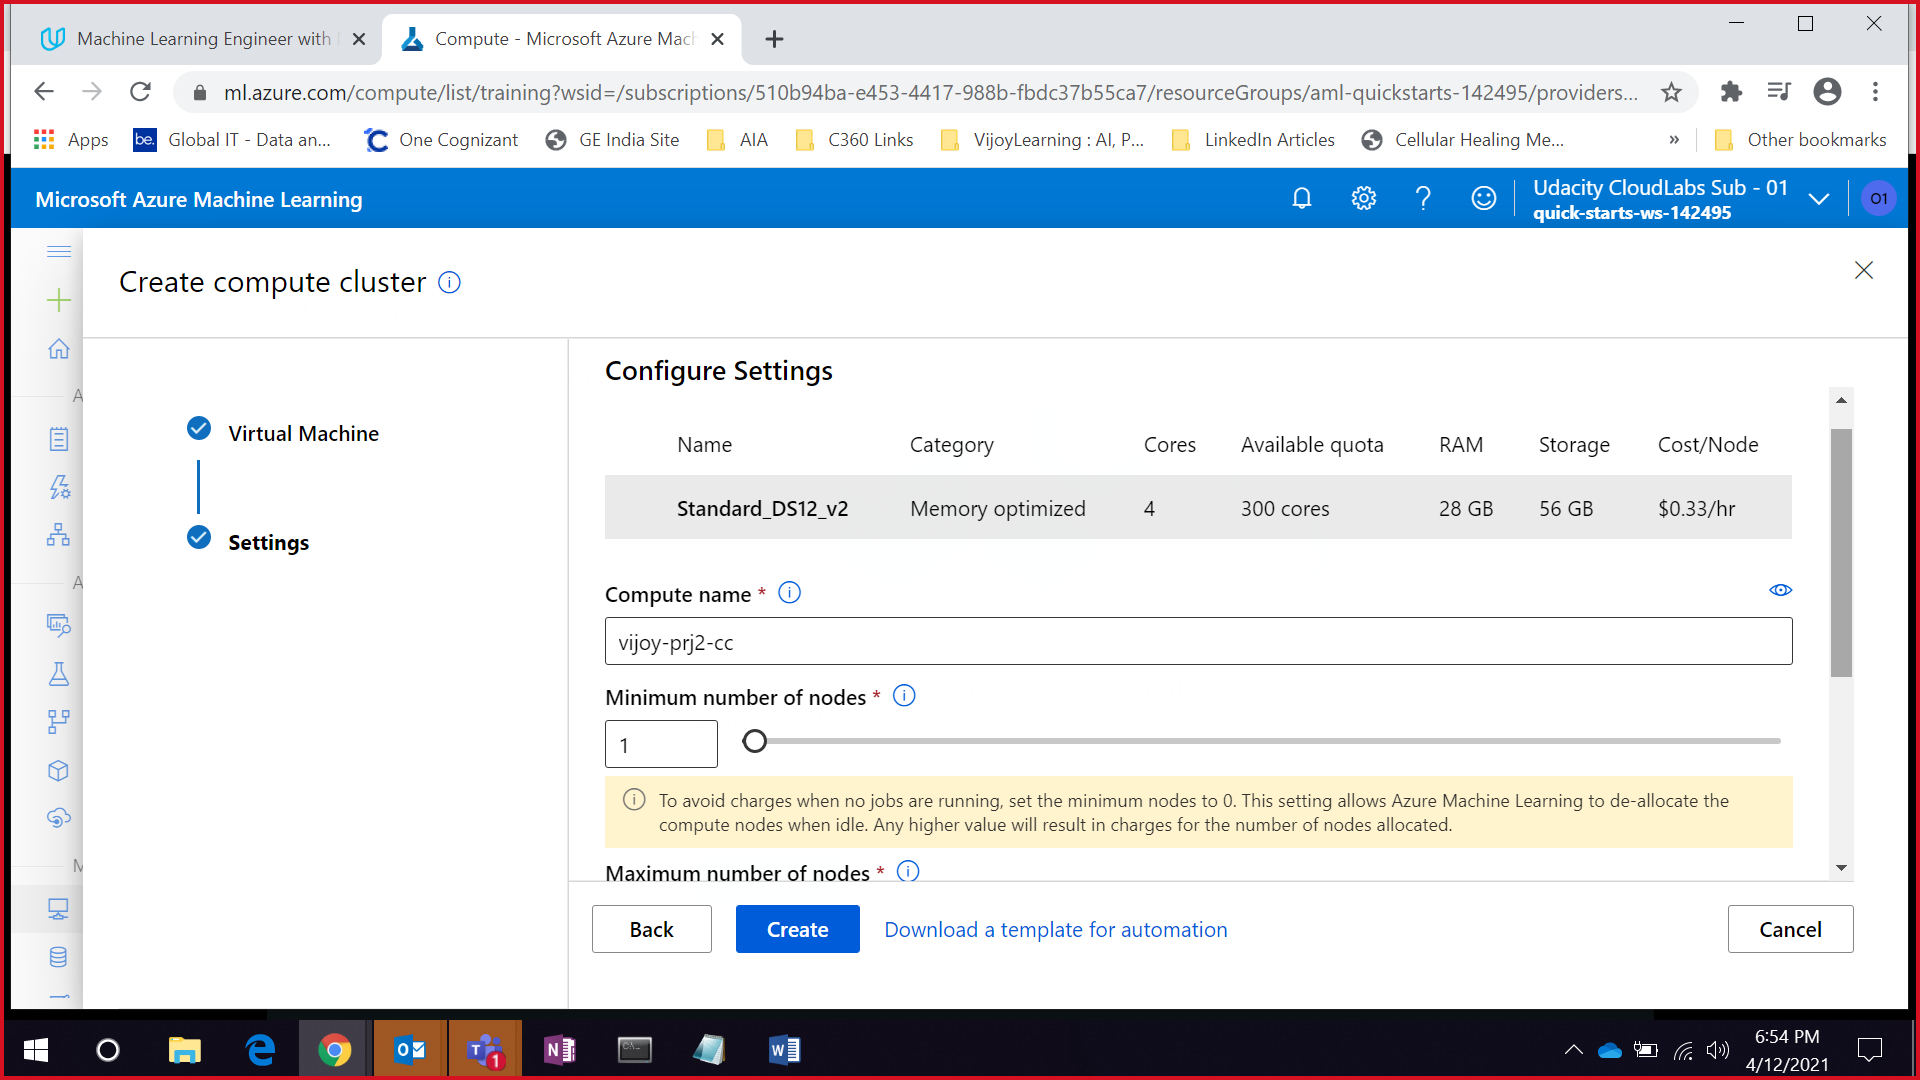 Machine Learning Engineer with
Compute - Microsoft Azure Mach
ml.azure.com/compute/list/training?wsid=/subscriptions/510b94ba-e453-4417-988b-fbdc37b55ca7/resourceGroups/aml-quickstarts-142495/providers...
Apps
be.
Global IT - Data an...
One Cognizant
GE India Site
AIA
C360 Links
VijoyLearning : AI, P...
LinkedIn Articles
Cellular Healing Me...
»
Other bookmarks
Microsoft Azure Machine Learning
Udacity CloudLabs Sub - 01
quick-starts-ws-142495
O1
Create compute cluster
A
A
M
Virtual Machine
Settings
Configure Settings
Name Category Cores Available quota RAM Storage Cost/Node
Standard_DS12_v2 Memory optimized 4 300 cores 28 GB 56 GB $0.33/hr
Compute name *
vijoy-prj2-cc
Minimum number of nodes *
1
To avoid charges when no jobs are running, set the minimum nodes to 0. This setting allows Azure Machine Learning to de-allocate the
compute nodes when idle. Any higher value will result in charges for the number of nodes allocated.
Maximum number of nodes *
Back
Create
Download a template for automation
Cancel
1
6:54 PM
4/12/2021